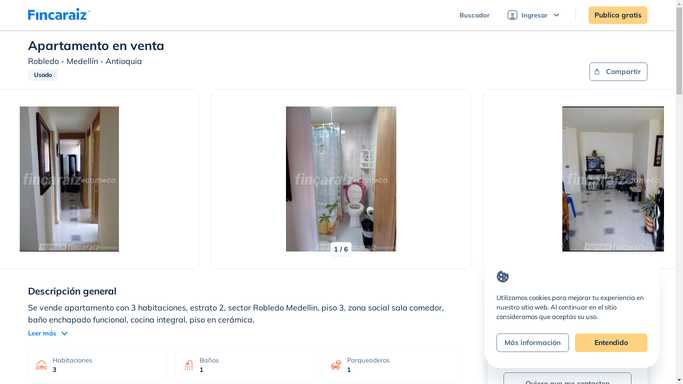 Fincaraiz
Buscador
Ingresar
Publica gratis
Apartamento en venta
Robledo - Medellín - Antioquia
Usado
Compartir
fincaraiz
fincaraiz
fincaraiz
1 / 6
Descripción general
Se vende apartamento con 3 habitaciones, estrato 2, sector Robledo Medellin, piso 3, zona social sala comedor,
baño enchapado funcional, cocina integral, piso en cerámica,
Leer más
Habitaciones
3
Baños
1
Parqueaderos
1
Utilizamos cookies para mejorar tu experiencia en
nuestro sitio web. Al continuar en el sitio
consideramos que aceptas su uso.
Más información
Entendido
Quiero que me contacten